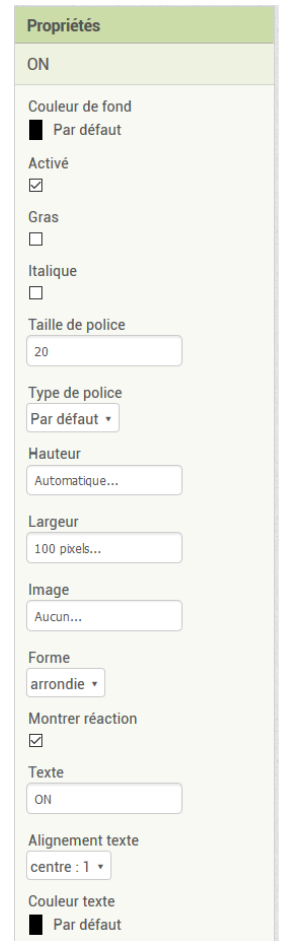 Propriétés
ON
Couleur de fond
Par défaut
Activé
Gras
Italique
Taille de police
20
Type de police
Par défaut
Hauteur
Automatique...
Largeur
100 pixels...
Image
Aucun...
Forme
arrondie
Montrer réaction
Texte
ON
Alignement texte
centre : 1
Couleur texte
Par défaut